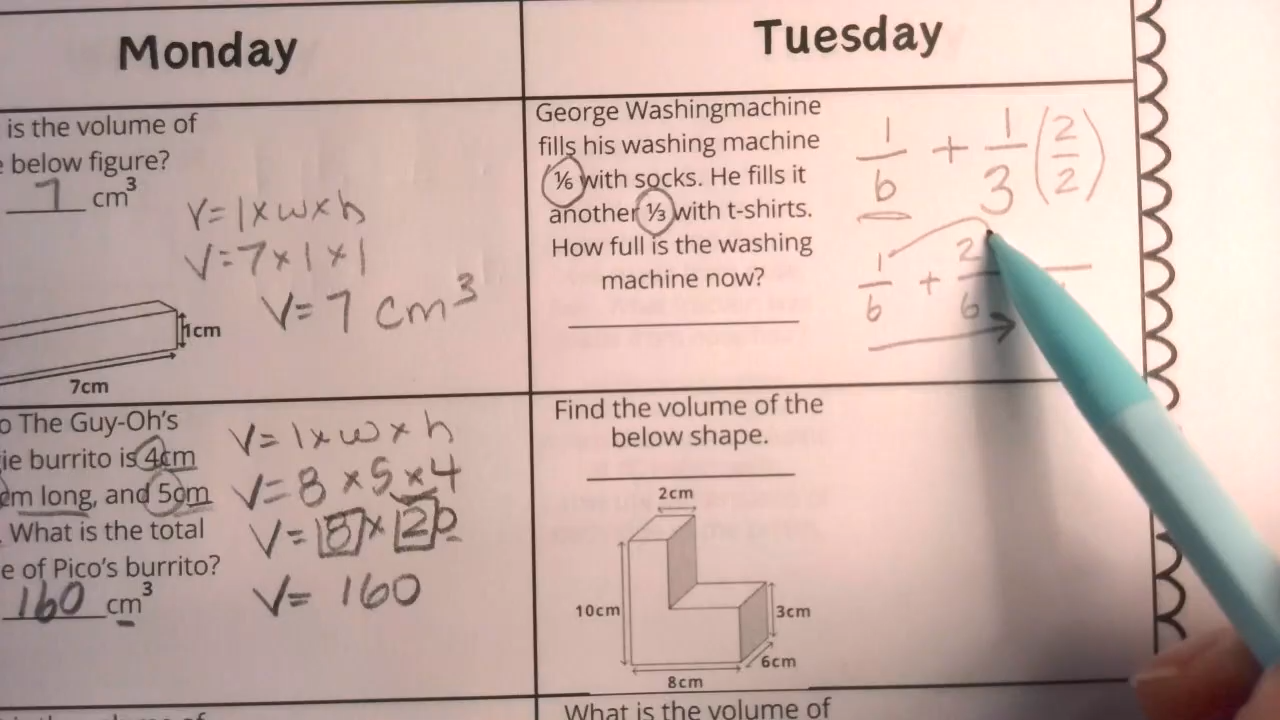 Monday
Tuesday
is the volume of
below figure?
7 cm³
V=l×w×h
V=7×1×1
V=7 cm³
1cm
7cm
George Washingmachine
fills his washing machine
⅙ with socks. He fills it
another ⅓ with t-shirts.
How full is the washing
machine now?
1/6 + 1/3 (2/2)
1/6 + 2/6
o The Guy-Oh's
ie burrito is 4cm
cm long, and 5cm
. What is the total
e of Pico's burrito?
160 cm³
V=l×w×h
V=8×5×4
V=8×20
V=160
Find the volume of the
below shape.
2cm
10cm
3cm
6cm
8cm
What is the volume of